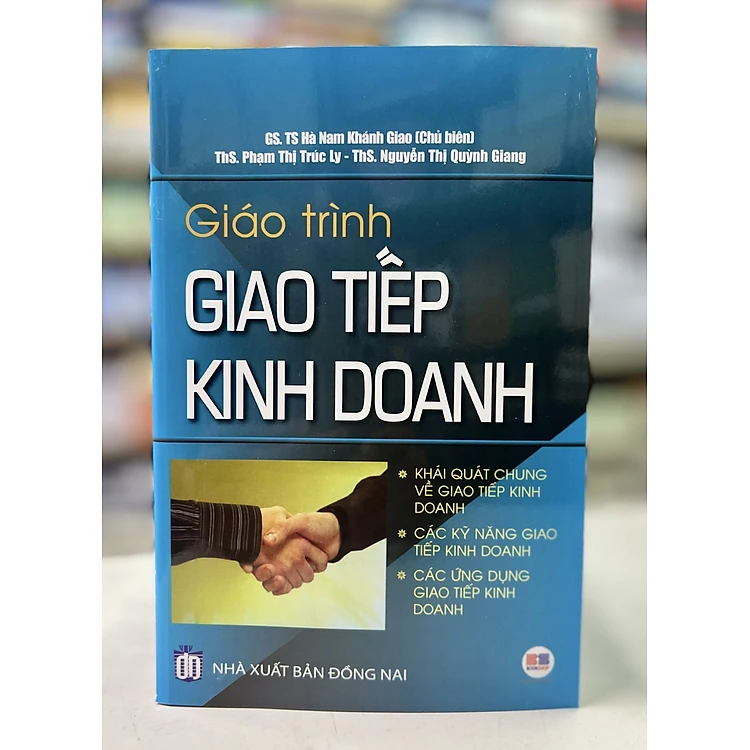 GS. TS Hà Nam Khánh Giao (Chủ biên)
ThS. Phạm Thị Trúc Ly - ThS. Nguyễn Thị Quỳnh Giang
Giáo trình
GIAO TIẾP
KINH DOANH
KHÁI QUÁT CHUNG
VỀ GIAO TIẾP KINH
DOANH
CÁC KỸ NĂNG GIAO
TIẾP KINH DOANH
CÁC ỨNG DỤNG
GIAO TIẾP KINH
DOANH
NHÀ XUẤT BẢN ĐỒNG NAI
BS
BOOKSHOP